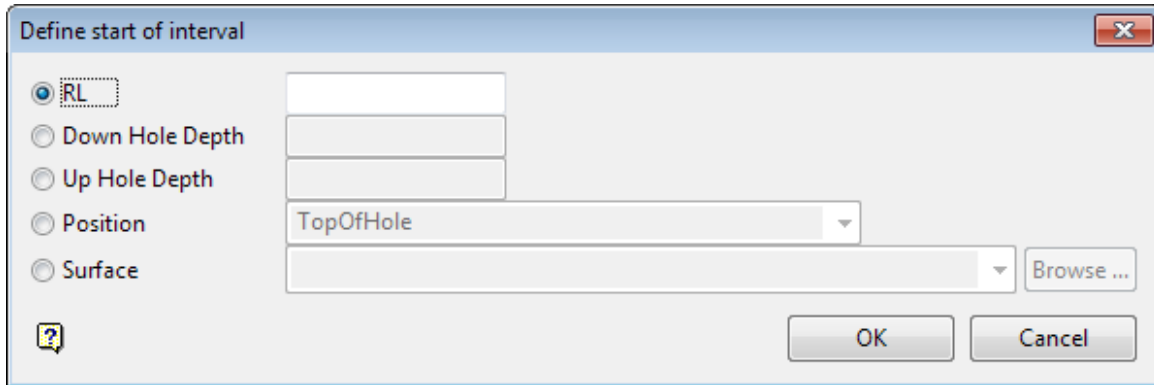 Define start of interval
RL
Down Hole Depth
Up Hole Depth
Position TopOfHole
Surface Browse ...
? OK Cancel